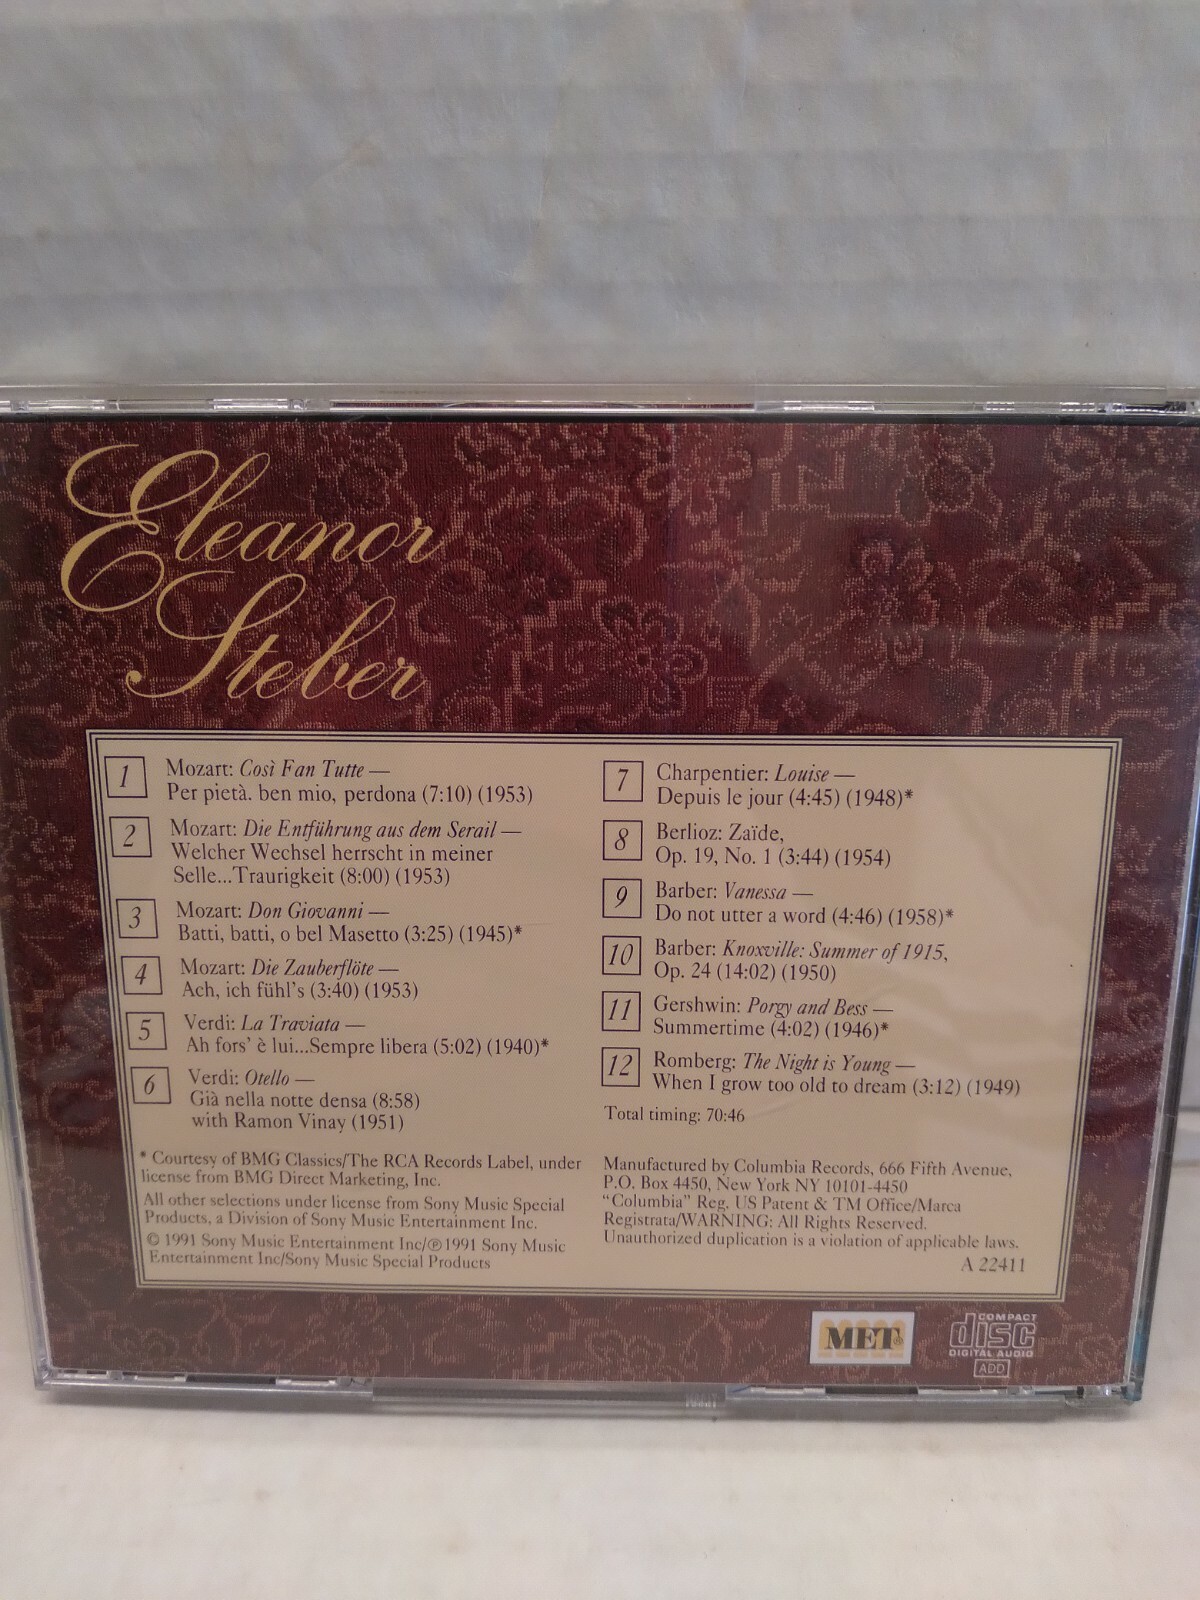 Eleanor
Steber
1
Mozart: Così Fan Tutte —
Per pietà. ben mio, perdona (7:10) (1953)
2
Mozart: Die Entführung aus dem Serail —
Welcher Wechsel herrscht in meiner
Selle...Traurigkeit (8:00) (1953)
3
Mozart: Don Giovanni —
Batti, batti, o bel Masetto (3:25) (1945)*
4
Mozart: Die Zauberflöte —
Ach, ich fühl's (3:40) (1953)
5
Verdi: La Traviata —
Ah fors' è lui...Sempre libera (5:02) (1940)*
6
Verdi: Otello —
Già nella notte densa (8:58)
with Ramon Vinay (1951)
* Courtesy of BMG Classics/The RCA Records Label, under
license from BMG Direct Marketing, Inc.
All other selections under license from Sony Music Special
Products, a Division of Sony Music Entertainment Inc.
© 1991 Sony Music Entertainment Inc/℗ 1991 Sony Music
Entertainment Inc/Sony Music Special Products
7
Charpentier: Louise —
Depuis le jour (4:45) (1948)*
8
Berlioz: Zaïde,
Op. 19, No. 1 (3:44) (1954)
9
Barber: Vanessa —
Do not utter a word (4:46) (1958)*
10
Barber: Knoxville: Summer of 1915,
Op. 24 (14:02) (1950)
11
Gershwin: Porgy and Bess —
Summertime (4:02) (1946)*
12
Romberg: The Night is Young —
When I grow too old to dream (3:12) (1949)
Total timing: 70:46
Manufactured by Columbia Records, 666 Fifth Avenue,
P.O. Box 4450, New York NY 10101-4450
"Columbia" Reg. US Patent & TM Office/Marca
Registrata/WARNING: All Rights Reserved.
Unauthorized duplication is a violation of applicable laws.
A 22411
MET®
COMPACT
disc
DIGITAL AUDIO
ADD